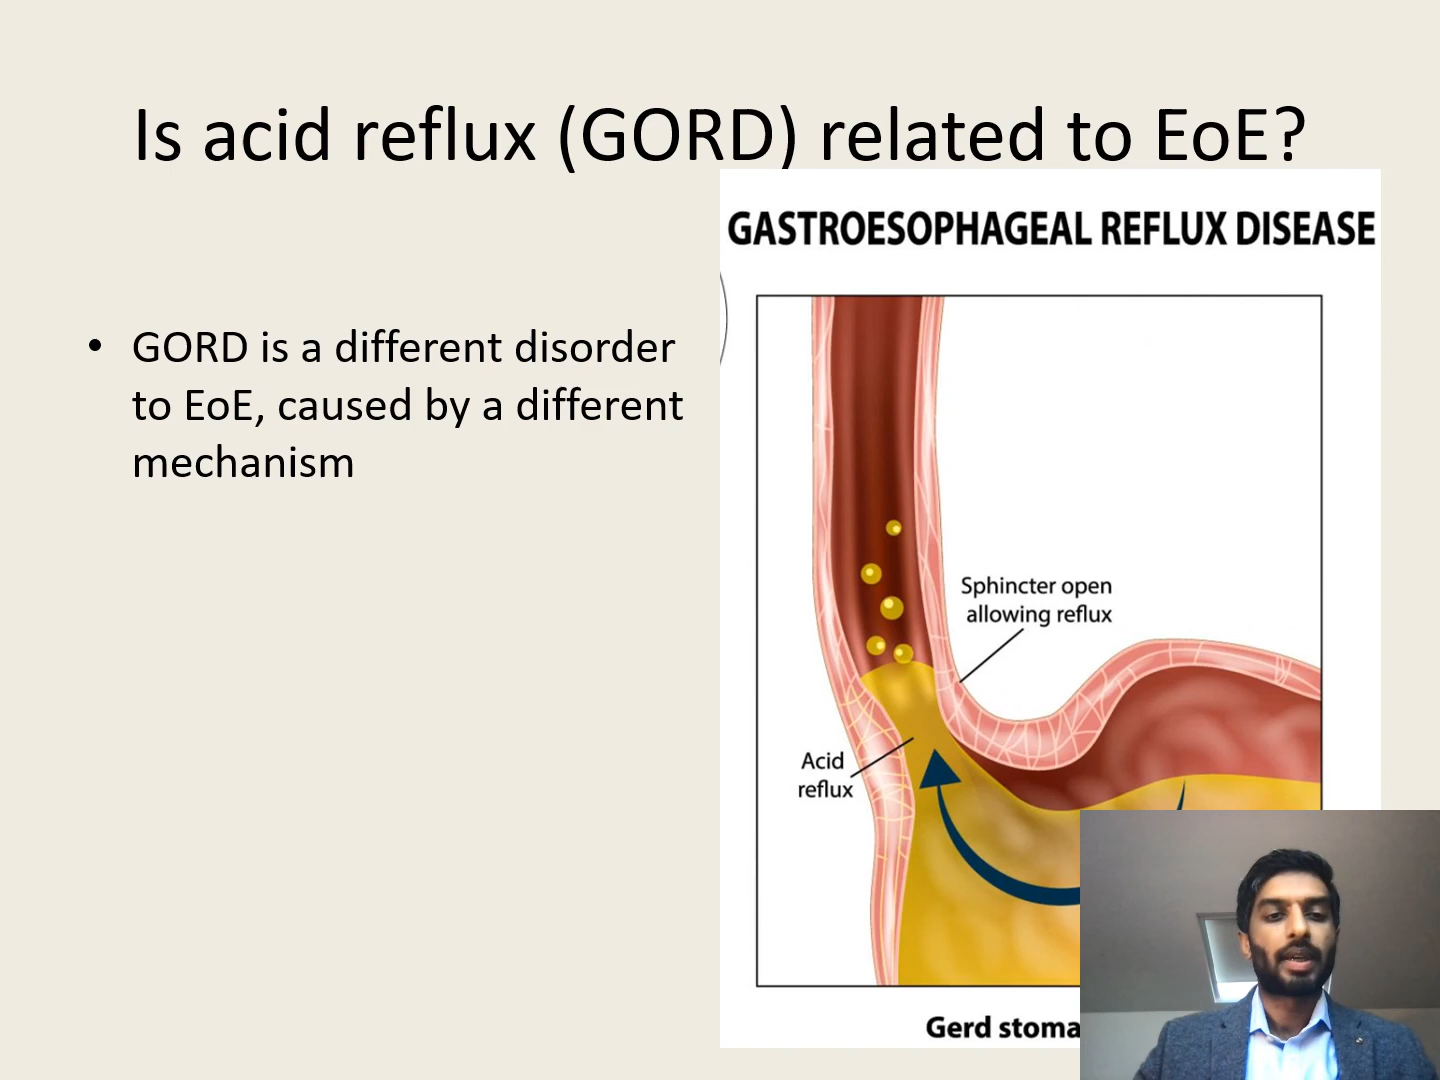 Is acid reflux (GORD) related to EoE?
GASTROESOPHAGEAL REFLUX DISEASE
• GORD is a different disorder
to EoE, caused by a different
mechanism
Sphincter open
allowing reflux
Acid
reflux
Gerd